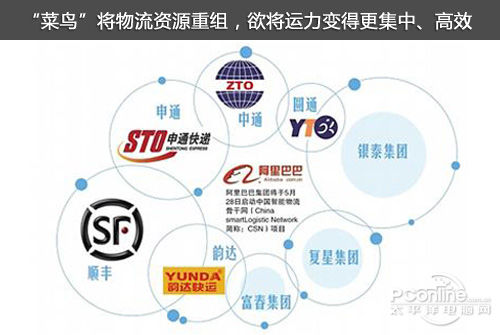 “菜鸟”将物流资源重组，欲将运力变得更集中、高效
ZTO
中通
申通
圆通
STO申通快递
SHENTONG EXPRESS
YTO
银泰集团
阿里巴巴
Alibaba.com.cn
阿里巴巴集团将于5月
28日启动中国智能物流
骨干网（China
smartLogistic Network
简称：CSN）项目
SF
顺丰
韵达
YUNDA
韵达快运
复星集团
富春集团
PConline.com.cn
太平洋电脑网